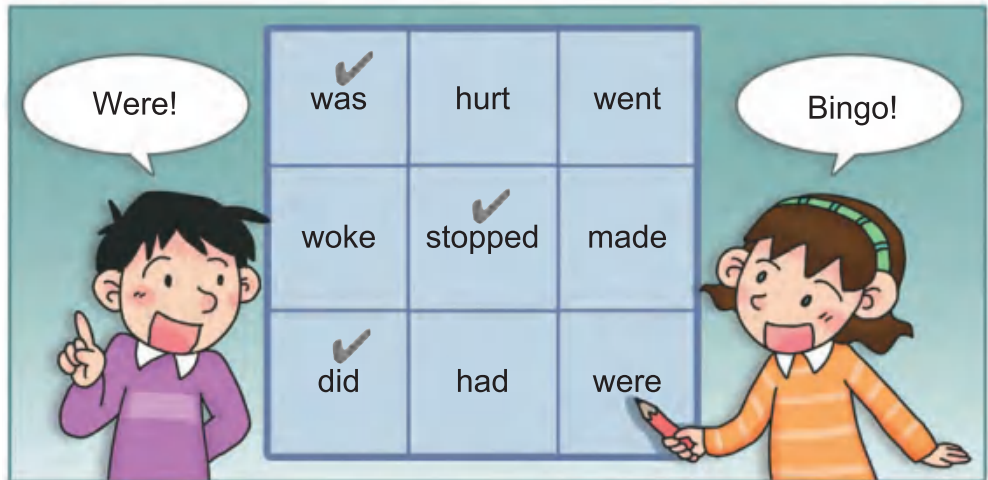 Were!
Bingo!
was hurt went
woke stopped made
did had were